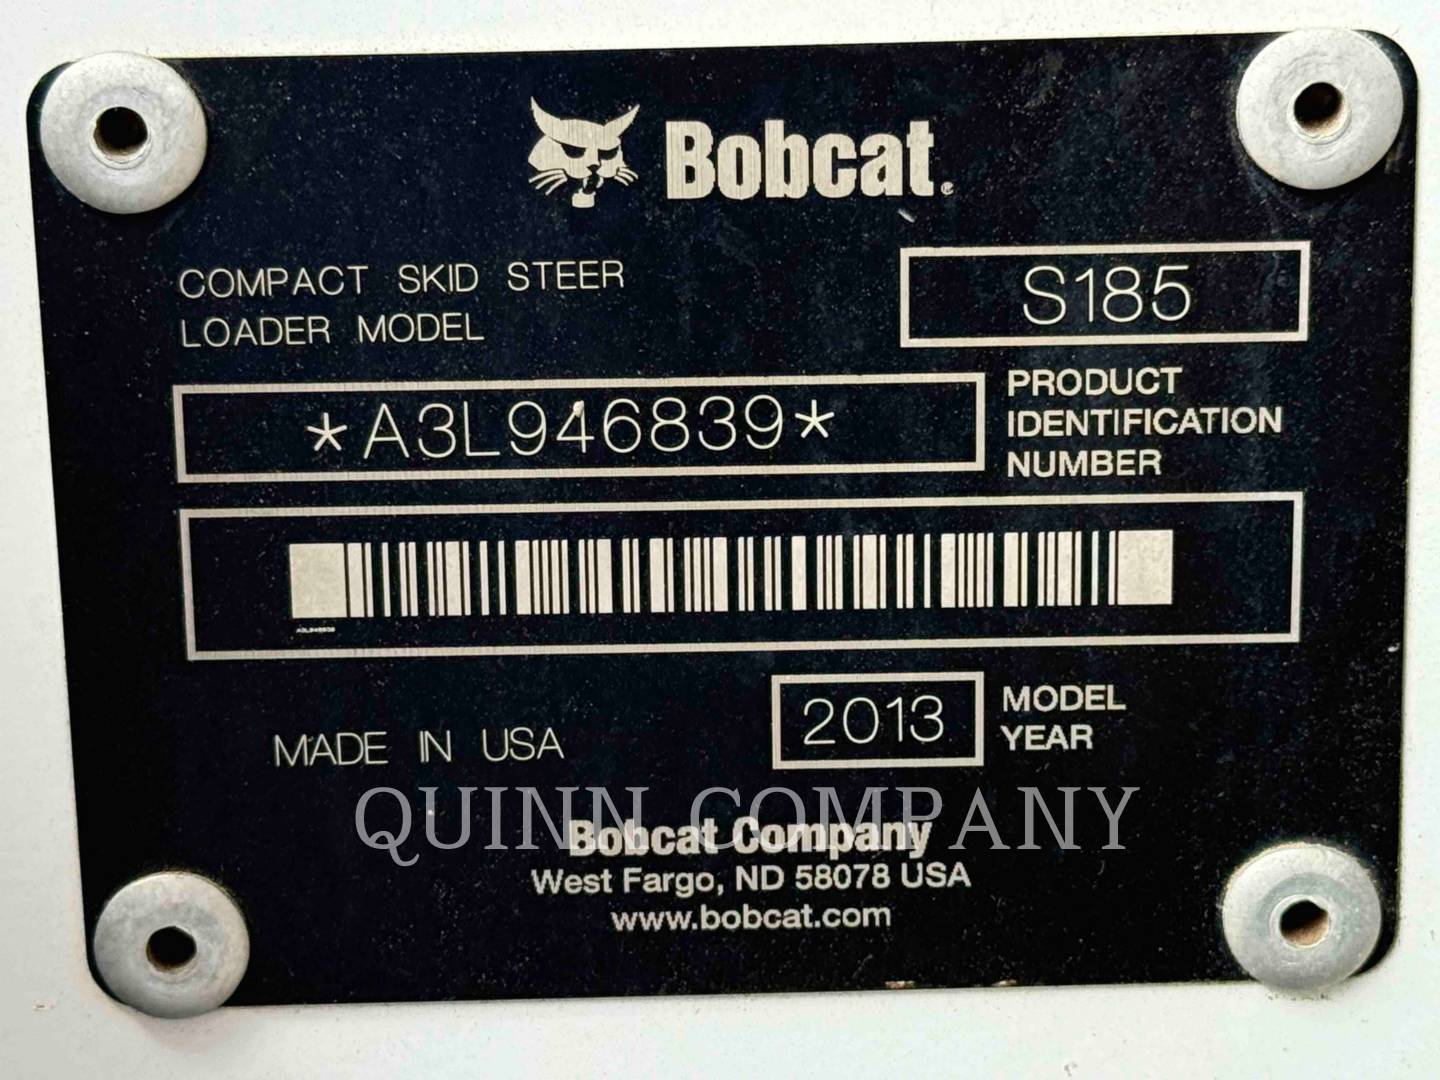 Bobcat®
COMPACT SKID STEER
LOADER MODEL
S185
*A3L946839*
PRODUCT
IDENTIFICATION
NUMBER
A3L946839
MADE IN USA
2013
MODEL
YEAR
QUINN COMPANY
Bobcat Company
West Fargo, ND 58078 USA
www.bobcat.com